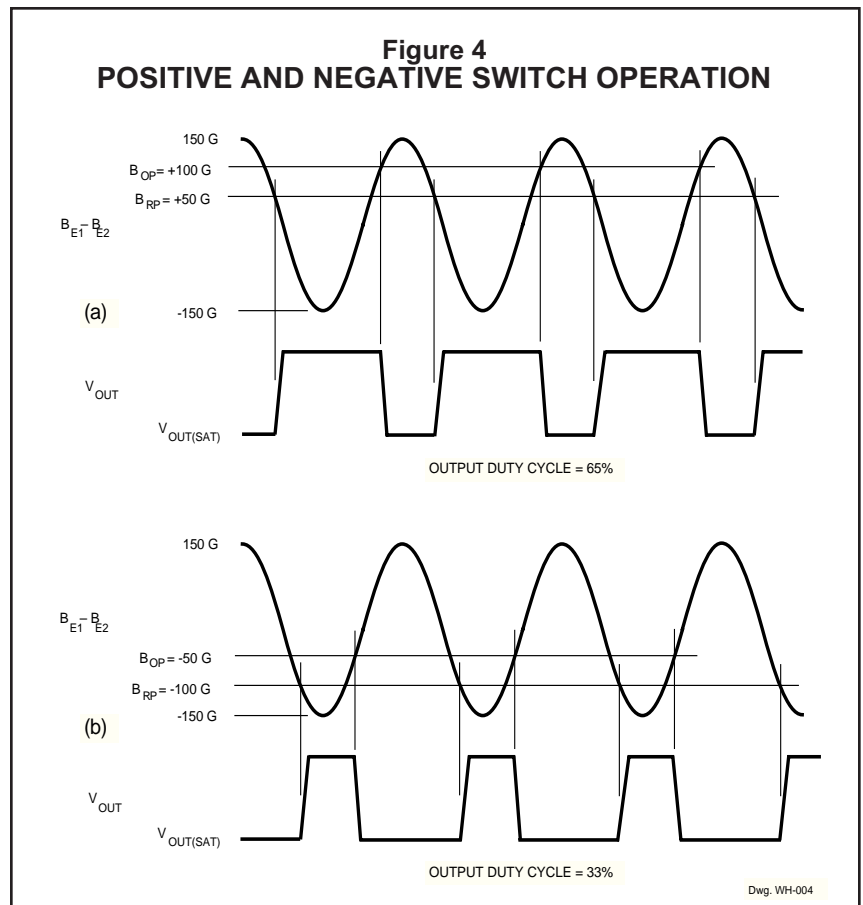 Figure 4
POSITIVE AND NEGATIVE SWITCH OPERATION
150 G
B OP = +100 G
B RP = +50 G
B E1 – B E2
(a)
-150 G
V OUT
V OUT(SAT)
OUTPUT DUTY CYCLE = 65%
150 G
B E1 – B E2
B OP = -50 G
B RP = -100 G
-150 G
(b)
V OUT
V OUT(SAT)
OUTPUT DUTY CYCLE = 33%
Dwg. WH-004